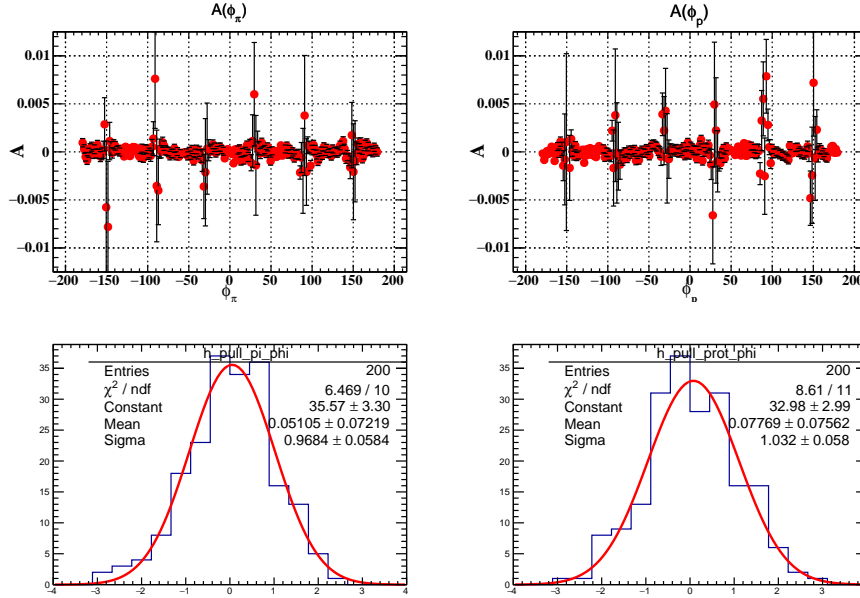 A(ϕπ)
0.01
0.005
0
−0.005
−0.01
A
−200 −150 −100 −50 0 50 100 150 200
ϕπ
A(ϕp)
0.01
0.005
0
−0.005
−0.01
A
−200 −150 −100 −50 0 50 100 150 200
ϕp
h_pull_pi_phi
Entries 200
χ² / ndf 6.469 / 10
Constant 35.57 ± 3.30
Mean 0.05105 ± 0.07219
Sigma 0.9684 ± 0.0584
35
30
25
20
15
10
5
0
−4 −3 −2 −1 0 1 2 3 4
h_pull_prot_phi
Entries 200
χ² / ndf 8.61 / 11
Constant 32.98 ± 2.99
Mean 0.07769 ± 0.07562
Sigma 1.032 ± 0.058
35
30
25
20
15
10
5
0
−4 −3 −2 −1 0 1 2 3